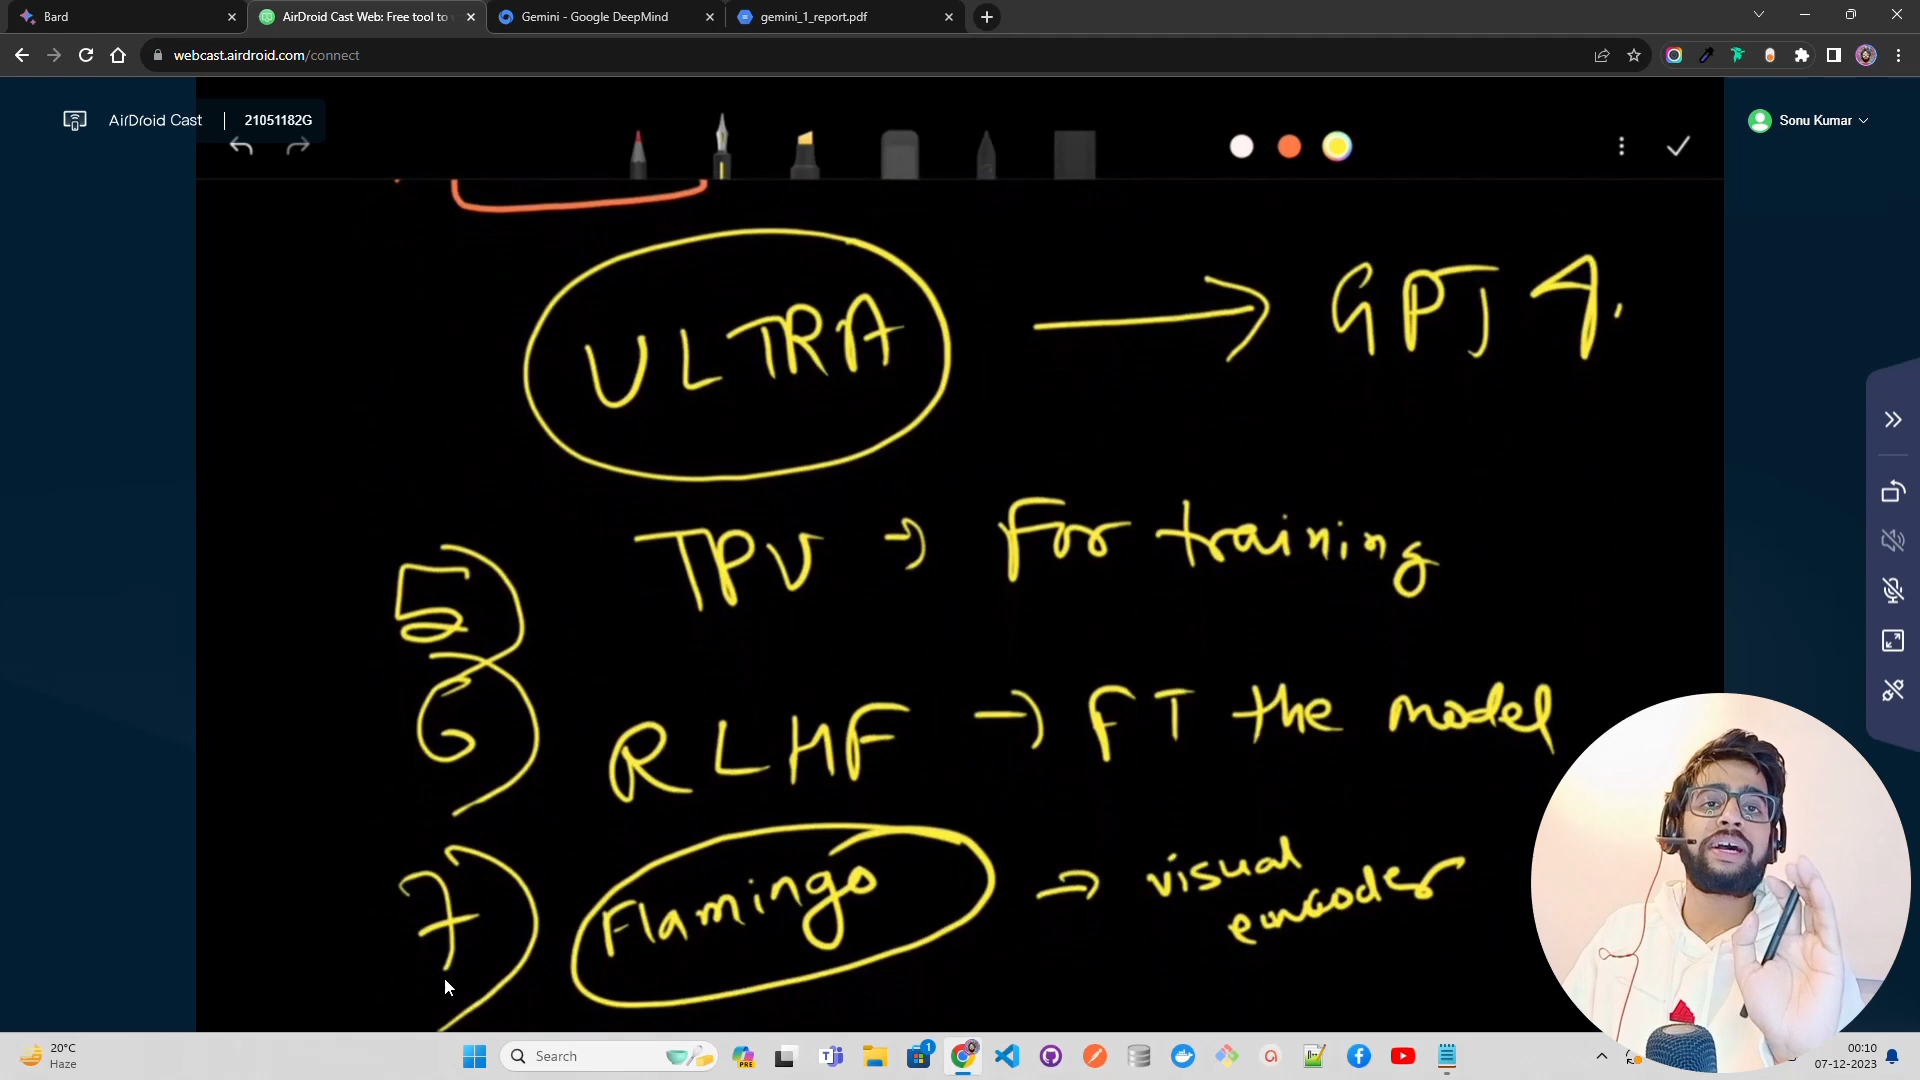 Bard
AirDroid Cast Web: Free tool to
Gemini - Google DeepMind
gemini_1_report.pdf
webcast.airdroid.com/connect
AirDroid Cast
21051182G
Sonu Kumar
ULTRA → GPT 4.
5 TPU → For training
6 RLHF → FT the model
7 Flamingo → visual
encoder
20°C
Haze
Search
PRE
1
00:10
07-12-2023